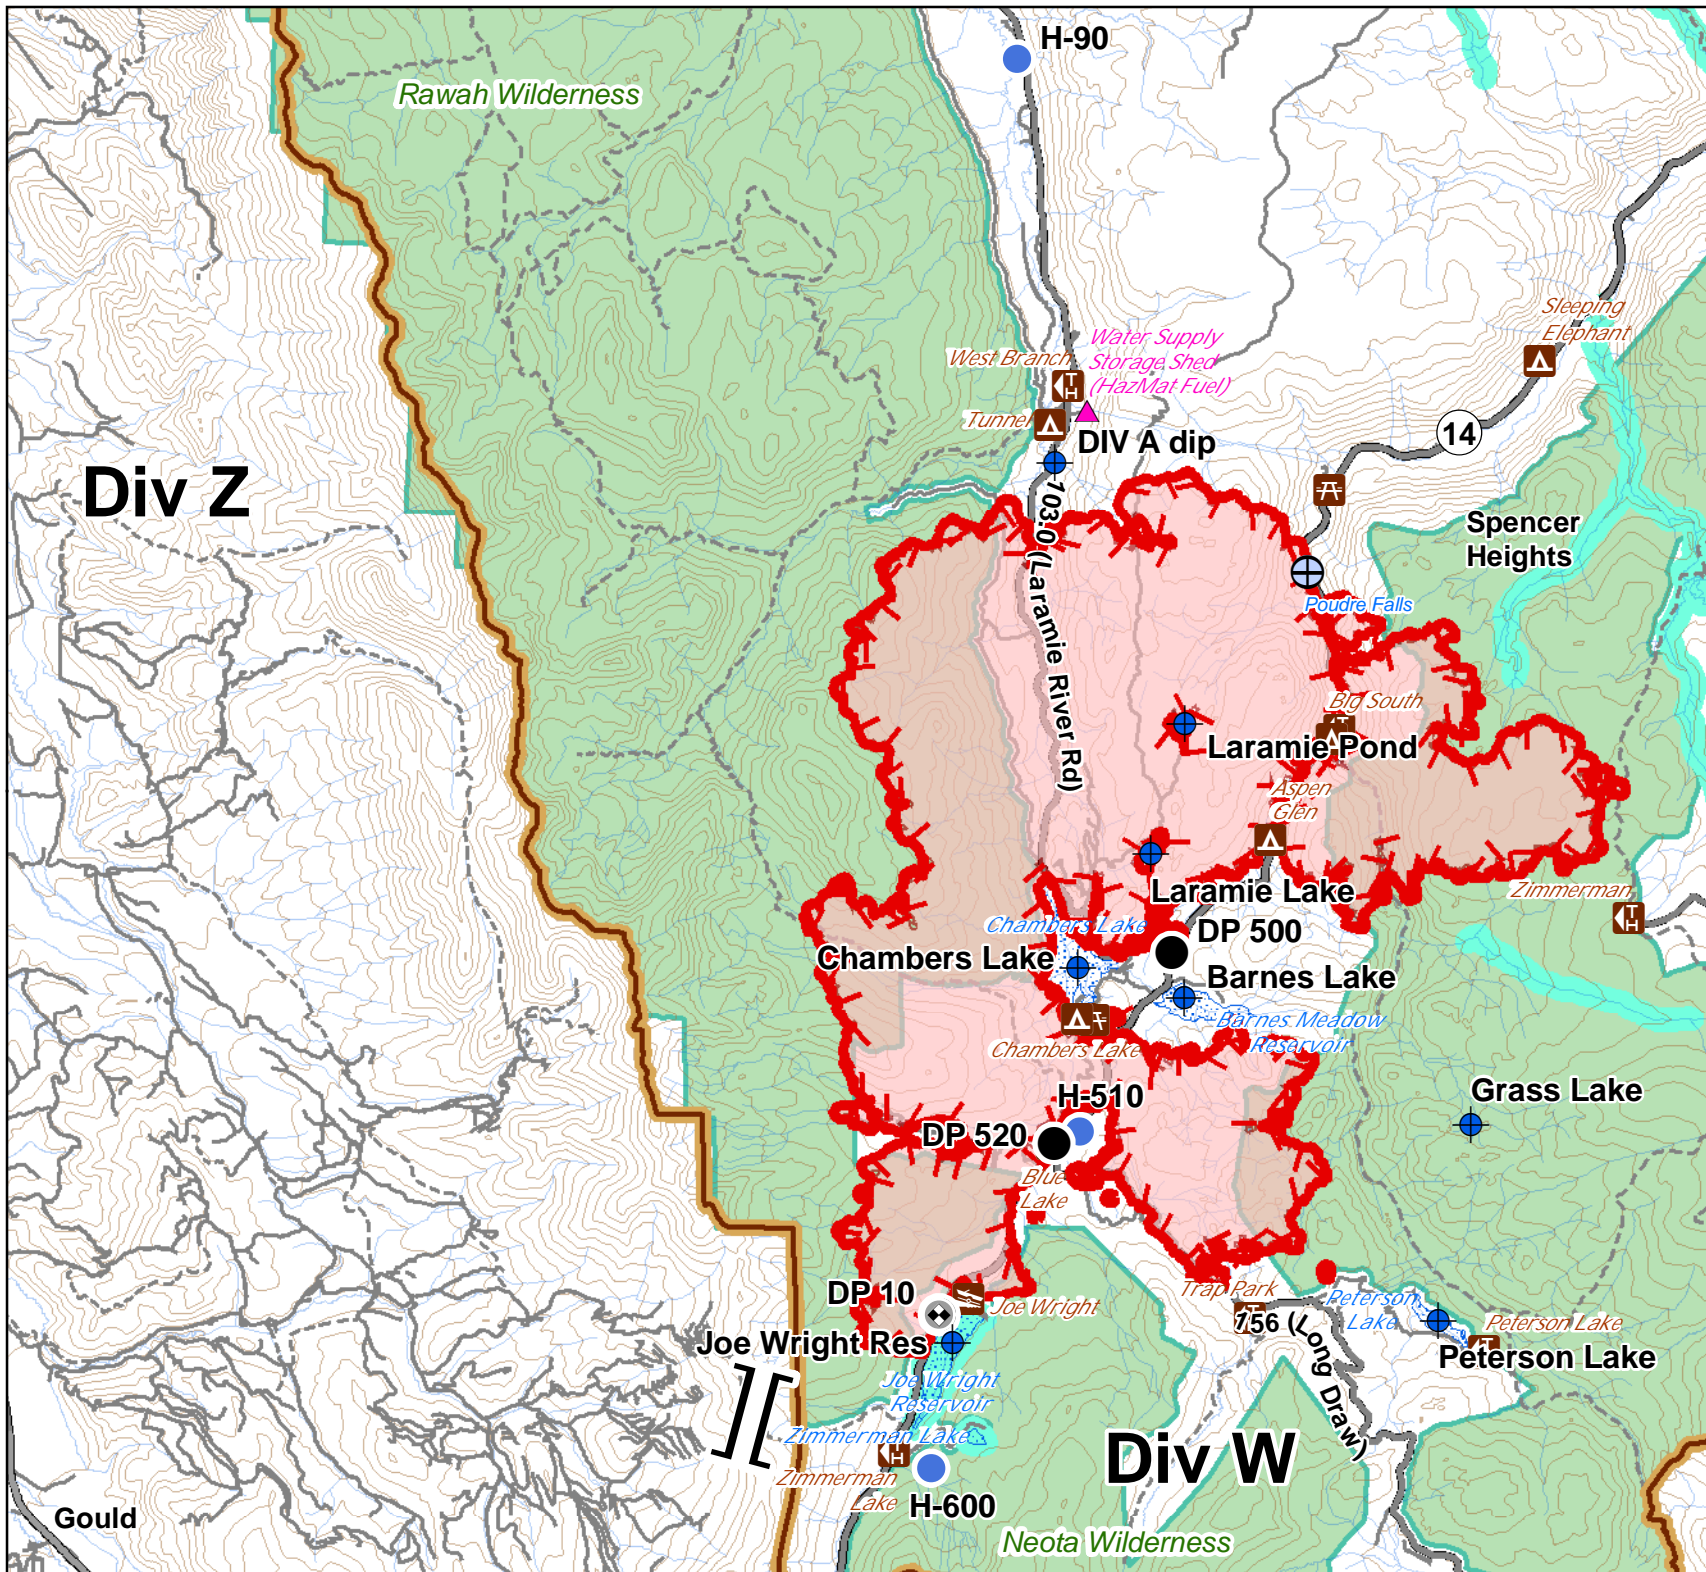 H-90
Rawah Wilderness
Sleeping
Elephant
Water Supply
Storage Shed
(HazMat Fuel)
West Branch
TH
Tunnel
14
DIV A dip
Div Z
103.0 (Laramie River Rd)
Spencer
Heights
Poudre Falls
Big South
Laramie Pond
Aspen
Glen
Laramie Lake
Zimmerman
TH
Chambers Lake
DP 500
Chambers Lake
Barnes Lake
Barnes Meadow
Reservoir
Chambers Lake
Grass Lake
H-510
DP 520
Blue
Lake
Trap Park
DP 10
Joe Wright
156 (Long Draw)
Peterson
Lake
Peterson Lake
Peterson Lake
Joe Wright Res
Joe Wright
Reservoir
Zimmerman Lake
TH
Zimmerman
Lake
H-600
Div W
Gould
Neota Wilderness